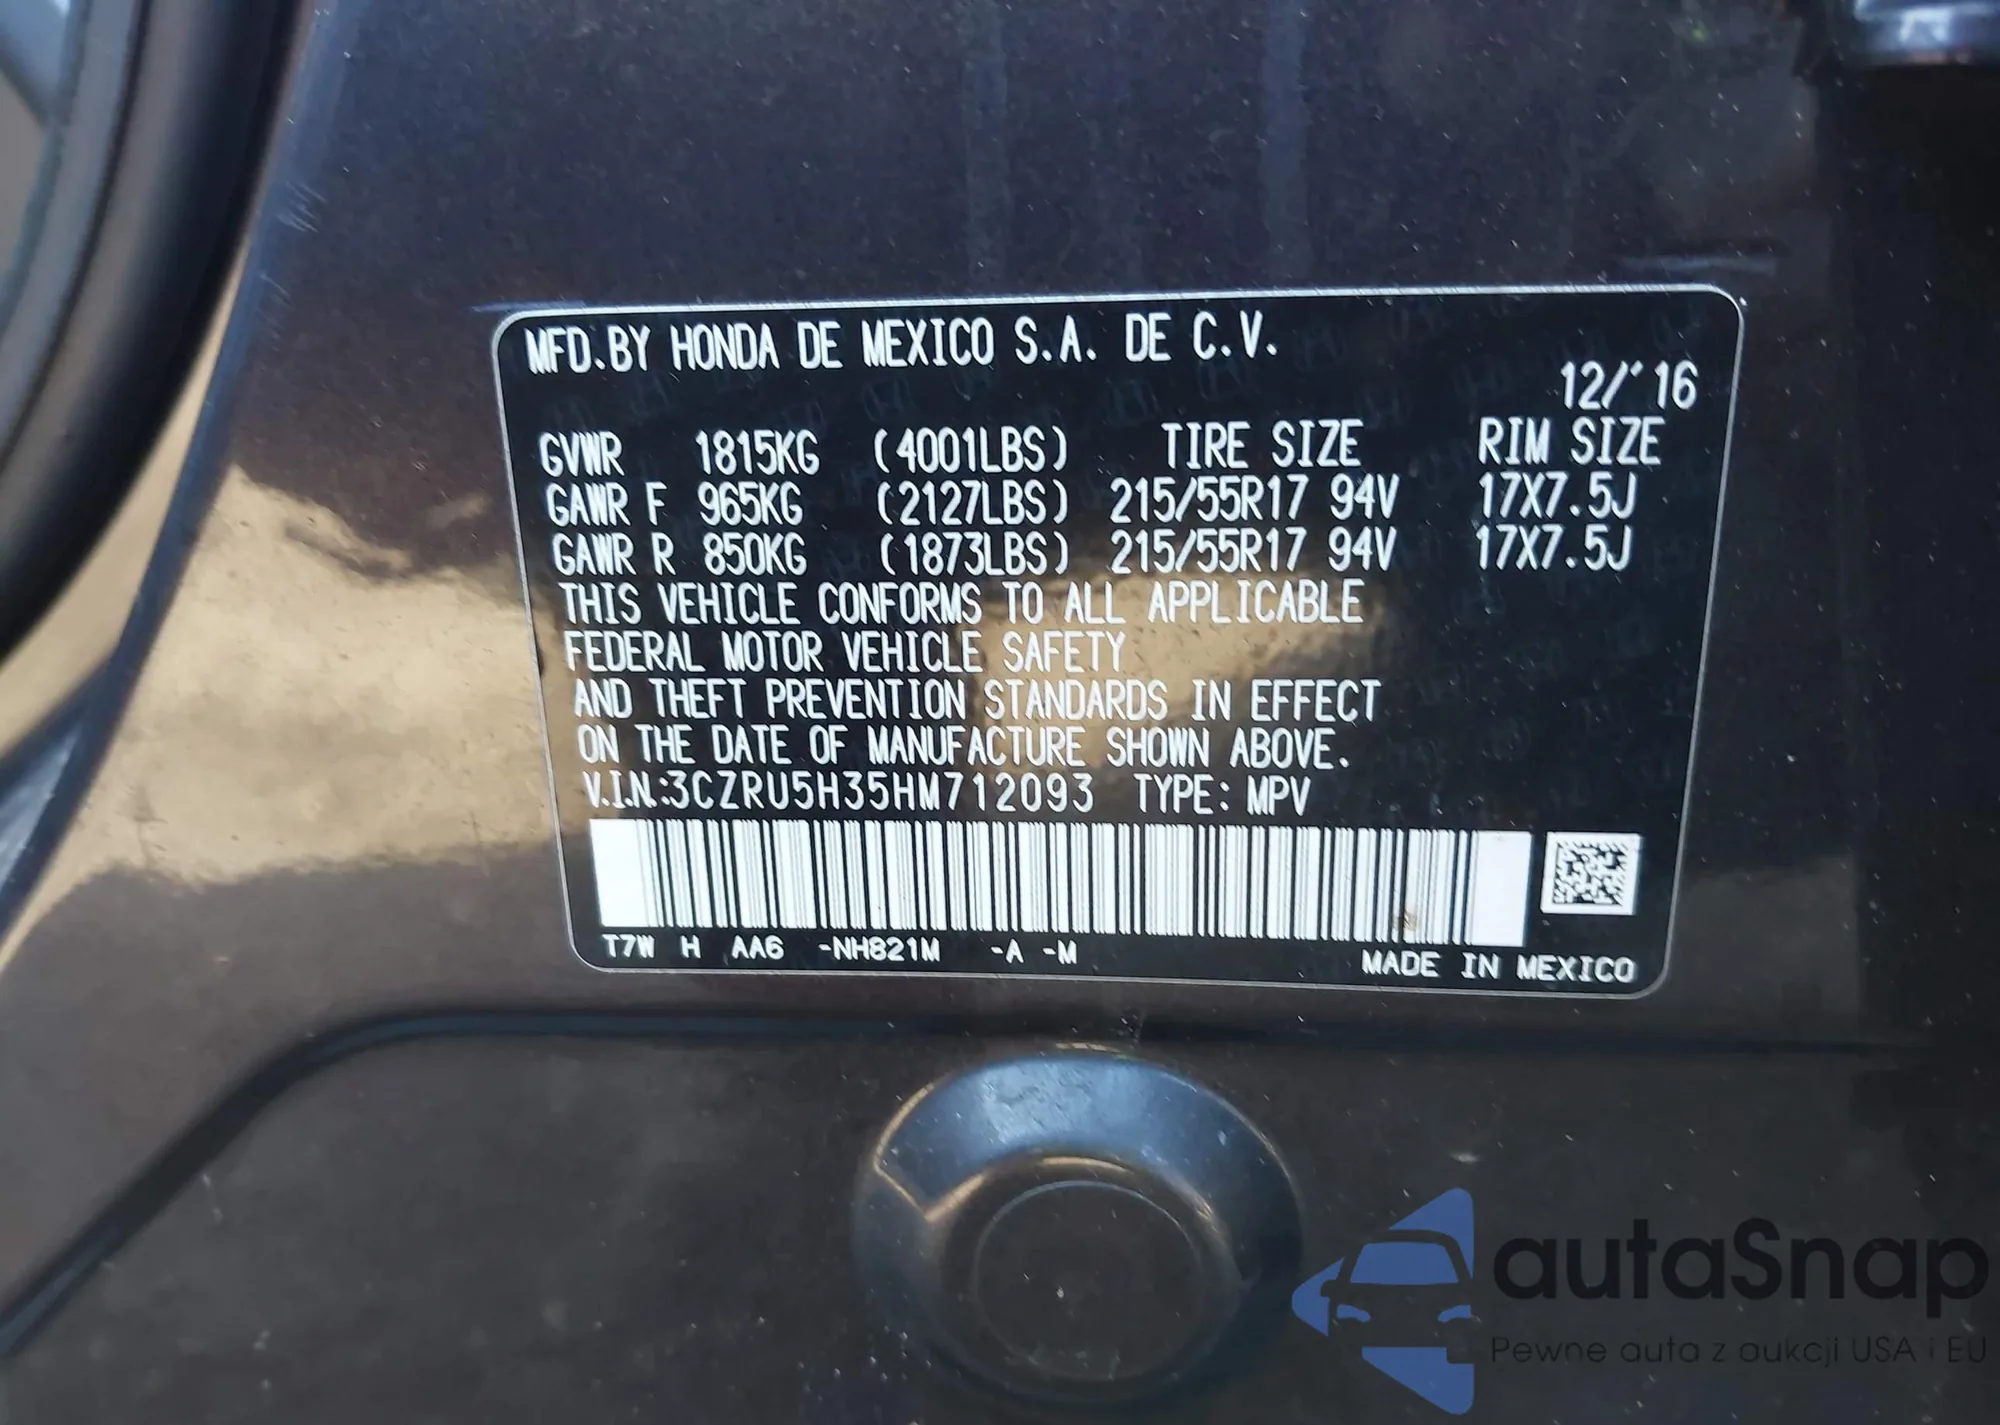 MFD.BY HONDA DE MEXICO S.A. DE C.V.
12/'16
GVWR 1815KG (4001LBS) TIRE SIZE RIM SIZE
GAWR F 965KG (2127LBS) 215/55R17 94V 17X7.5J
GAWR R 850KG (1873LBS) 215/55R17 94V 17X7.5J
THIS VEHICLE CONFORMS TO ALL APPLICABLE
FEDERAL MOTOR VEHICLE SAFETY
AND THEFT PREVENTION STANDARDS IN EFFECT
ON THE DATE OF MANUFACTURE SHOWN ABOVE.
V.I.N.:3CZRU5H35HM712093 TYPE: MPV
T7W H AA6 -NH821M -A -M
MADE IN MEXICO
autaSnap
Pewne auta z aukcji USA i EU